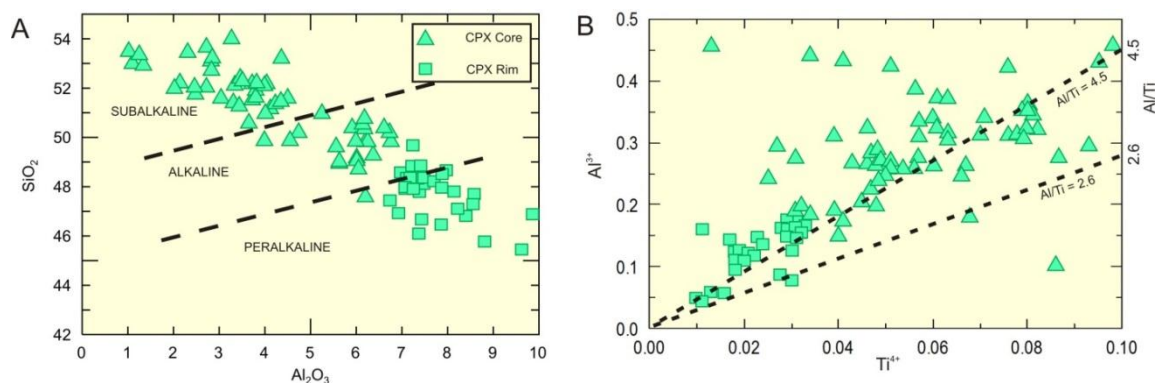 A
54
52
50
48
46
44
42
SiO2
0 1 2 3 4 5 6 7 8 9 10
Al2O3
SUBALKALINE
ALKALINE
PERALKALINE
CPX Core
CPX Rim
B
0.5
0.4
0.3
0.2
0.1
0.0
Al3+
0.00 0.02 0.04 0.06 0.08 0.10
Ti4+
Al/Ti = 4.5
Al/Ti = 2.6
4.5
Al/Ti
2.6